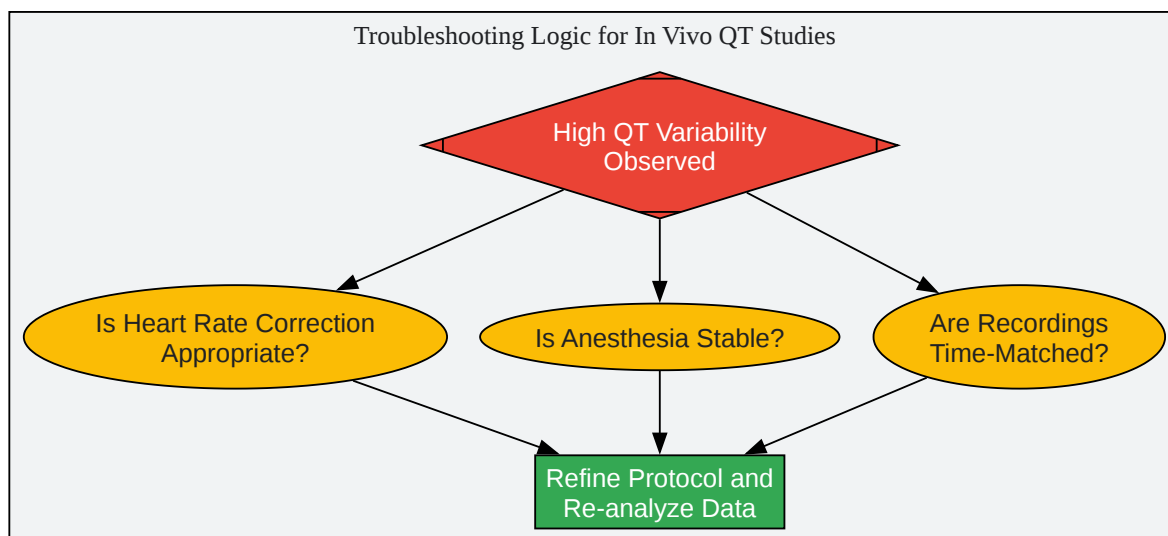 Troubleshooting Logic for In Vivo QT Studies
High QT Variability
Observed
Is Heart Rate Correction
Appropriate?
Is Anesthesia Stable?
Are Recordings
Time-Matched?
Refine Protocol and
Re-analyze Data